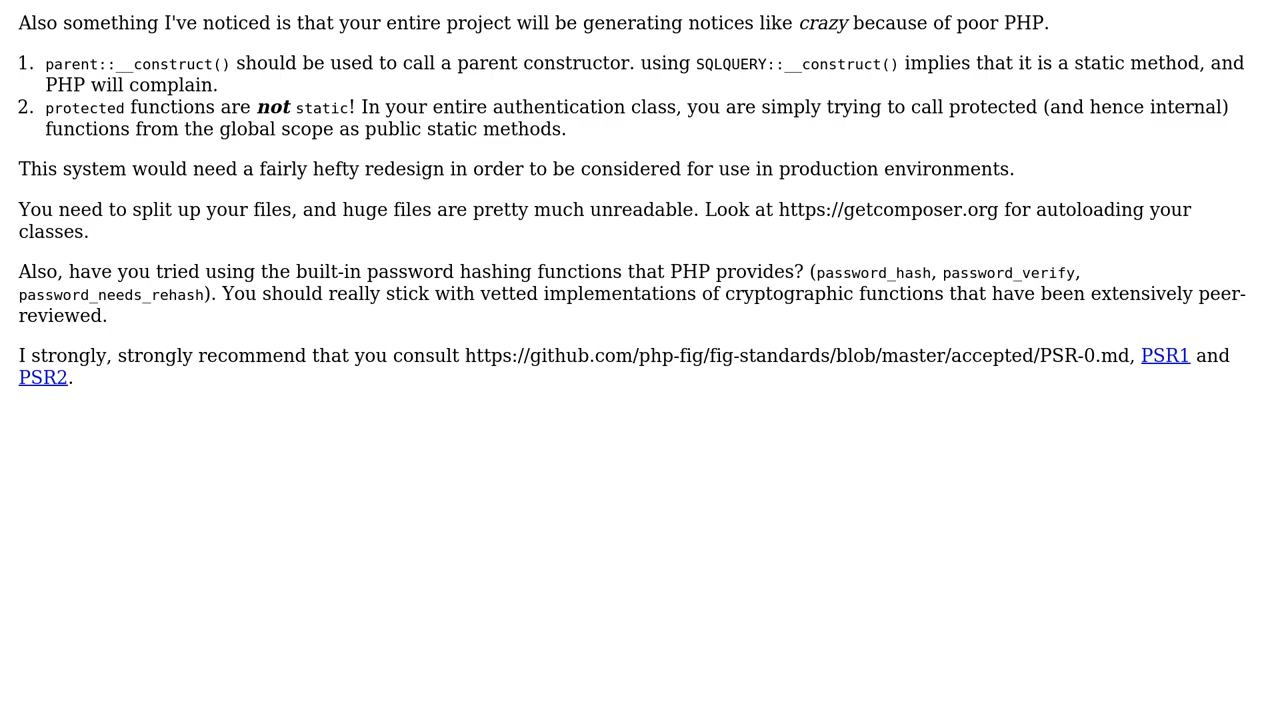 Also something I've noticed is that your entire project will be generating notices like crazy because of poor PHP.
1. parent::__construct() should be used to call a parent constructor. using SQLQUERY::__construct() implies that it is a static method, and
PHP will complain.
2. protected functions are not static! In your entire authentication class, you are simply trying to call protected (and hence internal)
functions from the global scope as public static methods.
This system would need a fairly hefty redesign in order to be considered for use in production environments.
You need to split up your files, and huge files are pretty much unreadable. Look at https://getcomposer.org for autoloading your
classes.
Also, have you tried using the built-in password hashing functions that PHP provides? (password_hash, password_verify,
password_needs_rehash). You should really stick with vetted implementations of cryptographic functions that have been extensively peer-
reviewed.
I strongly, strongly recommend that you consult https://github.com/php-fig/fig-standards/blob/master/accepted/PSR-0.md, PSR1 and
PSR2.